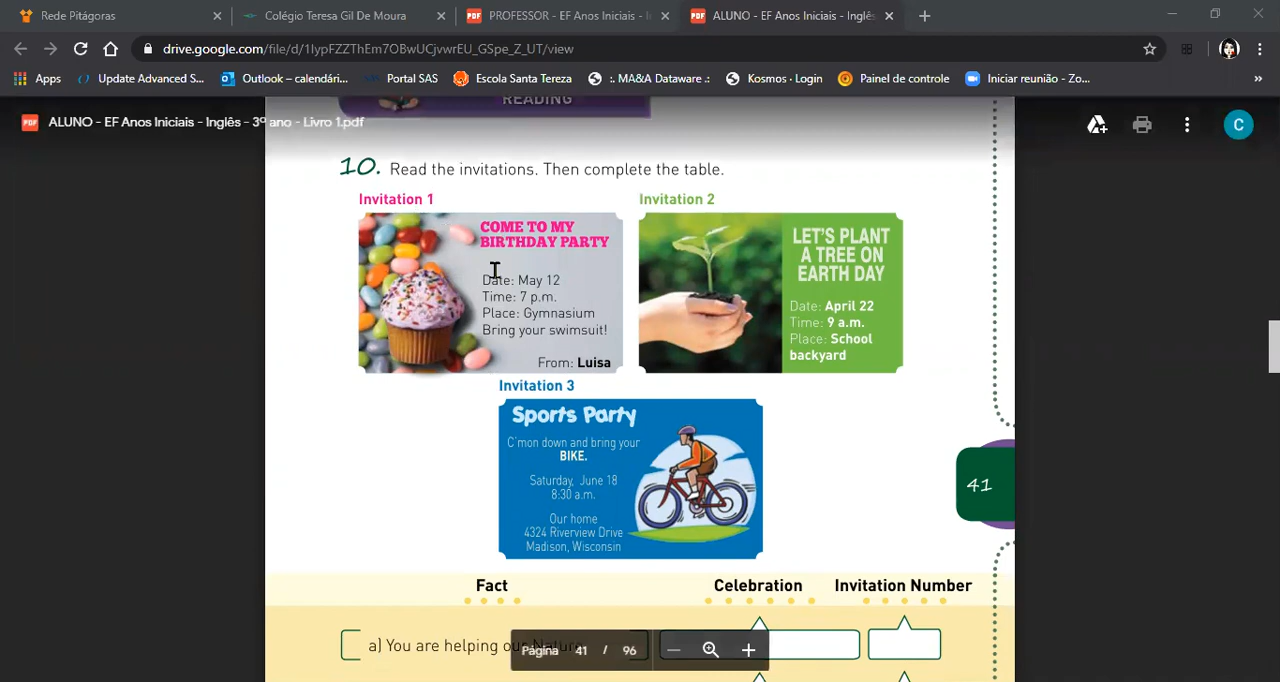 Rede Pitágoras
Colégio Teresa Gil De Moura
PROFESSOR - EF Anos Iniciais - I
ALUNO - EF Anos Iniciais - Inglês
drive.google.com/file/d/1IypFZZThEm7OBwUCjvwrEU_GSpe_Z_UT/view
Apps
Update Advanced S...
Outlook – calendári...
Portal SAS
Escola Santa Tereza
:. MA&A Dataware .:
Kosmos · Login
Painel de controle
Iniciar reunião - Zo...
»
READING
PDF ALUNO - EF Anos Iniciais - Inglês - 3º ano - Livro 1.pdf
C
10. Read the invitations. Then complete the table.
Invitation 1
COME TO MY
BIRTHDAY PARTY
Date: May 12
Time: 7 p.m.
Place: Gymnasium
Bring your swimsuit!
From: Luisa
Invitation 2
LET'S PLANT
A TREE ON
EARTH DAY
Date: April 22
Time: 9 a.m.
Place: School
backyard
Invitation 3
Sports Party
C'mon down and bring your
BIKE.
Saturday, June 18
8:30 a.m.
Our home
4324 Riverview Drive
Madison, Wisconsin
41
Fact Celebration Invitation Number
a) You are helping our Nature
Página 41 / 96